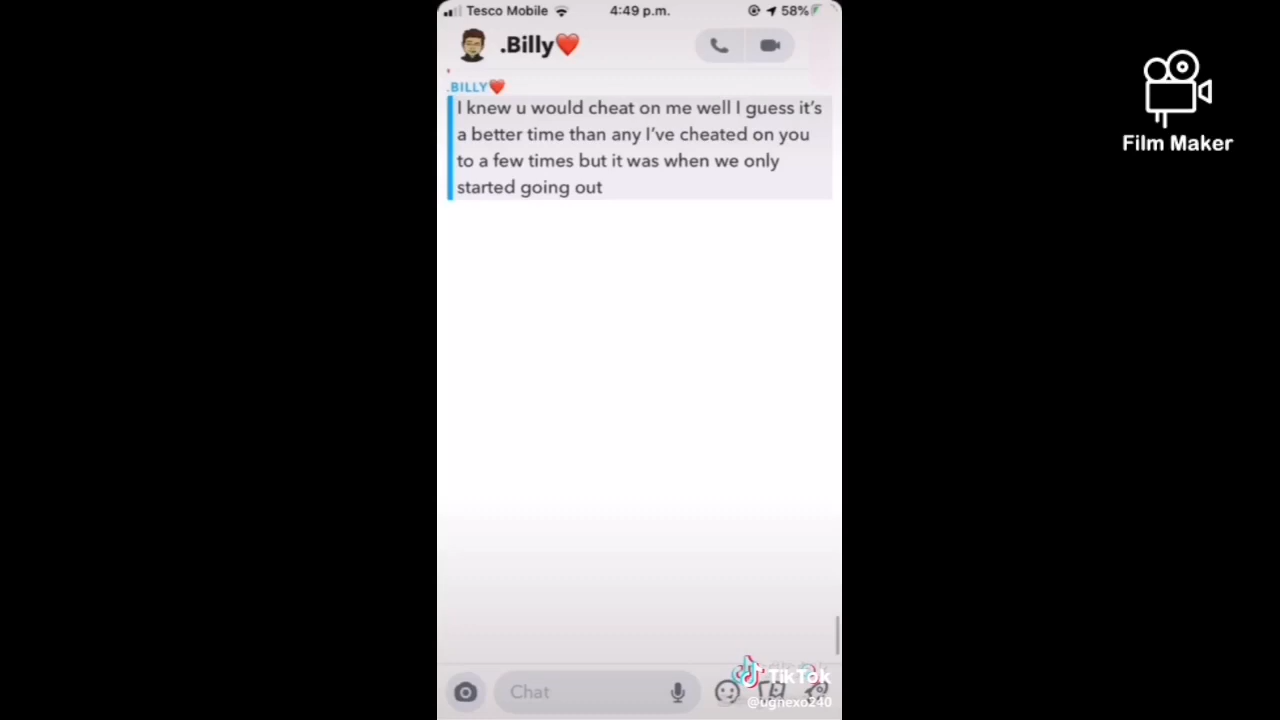 Tesco Mobile 4:49 p.m. 58%
.Billy❤️
.BILLY❤️
I knew u would cheat on me well I guess it's
a better time than any I've cheated on you
to a few times but it was when we only
started going out
Film Maker
Chat
TikTok
@ugnexo240